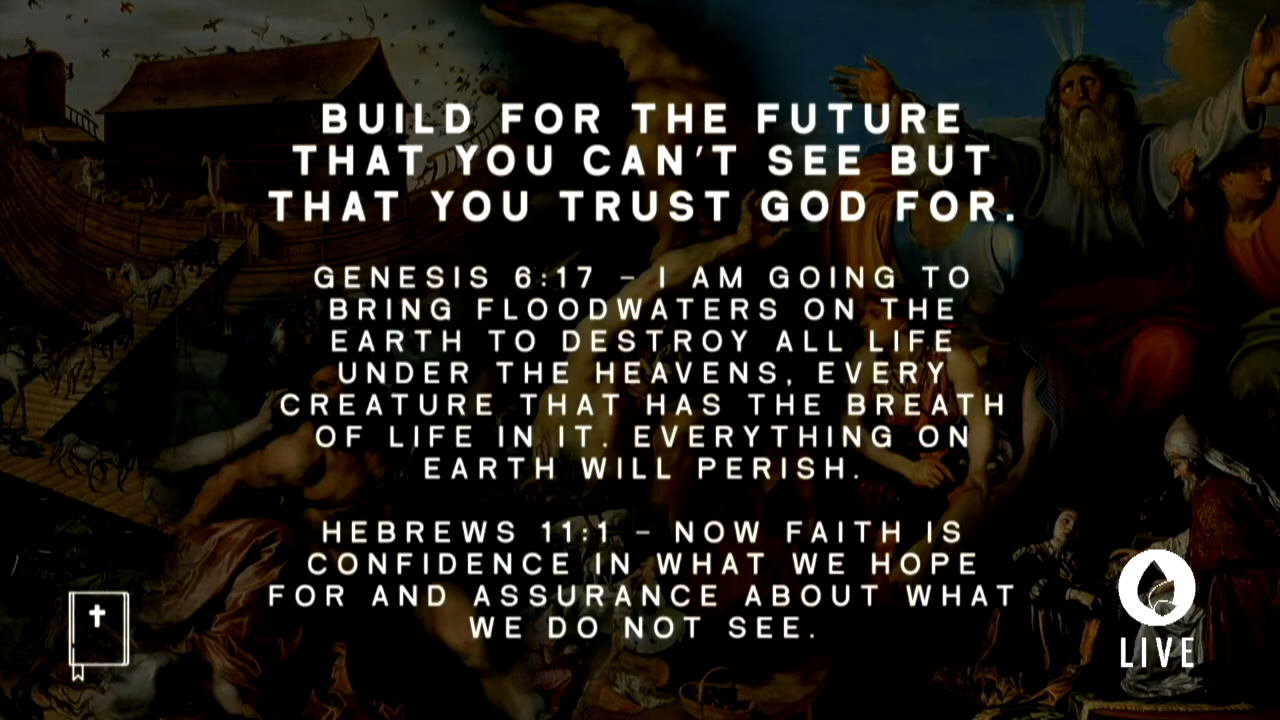 BUILD FOR THE FUTURE
THAT YOU CAN'T SEE BUT
THAT YOU TRUST GOD FOR.
GENESIS 6:17 – I AM GOING TO
BRING FLOODWATERS ON THE
EARTH TO DESTROY ALL LIFE
UNDER THE HEAVENS, EVERY
CREATURE THAT HAS THE BREATH
OF LIFE IN IT. EVERYTHING ON
EARTH WILL PERISH.
HEBREWS 11:1 – NOW FAITH IS
CONFIDENCE IN WHAT WE HOPE
FOR AND ASSURANCE ABOUT WHAT
WE DO NOT SEE.
LIVE